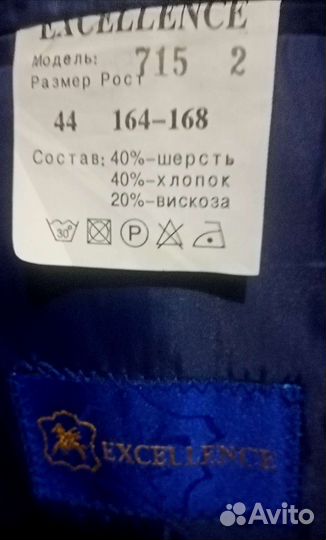 EXCELLENCE
Модель: 715 2
Размер Рост
44 164-168
Состав: 40%-шерсть
40%-хлопок
20%-вискоза
30° P
EXCELLENCE
Avito